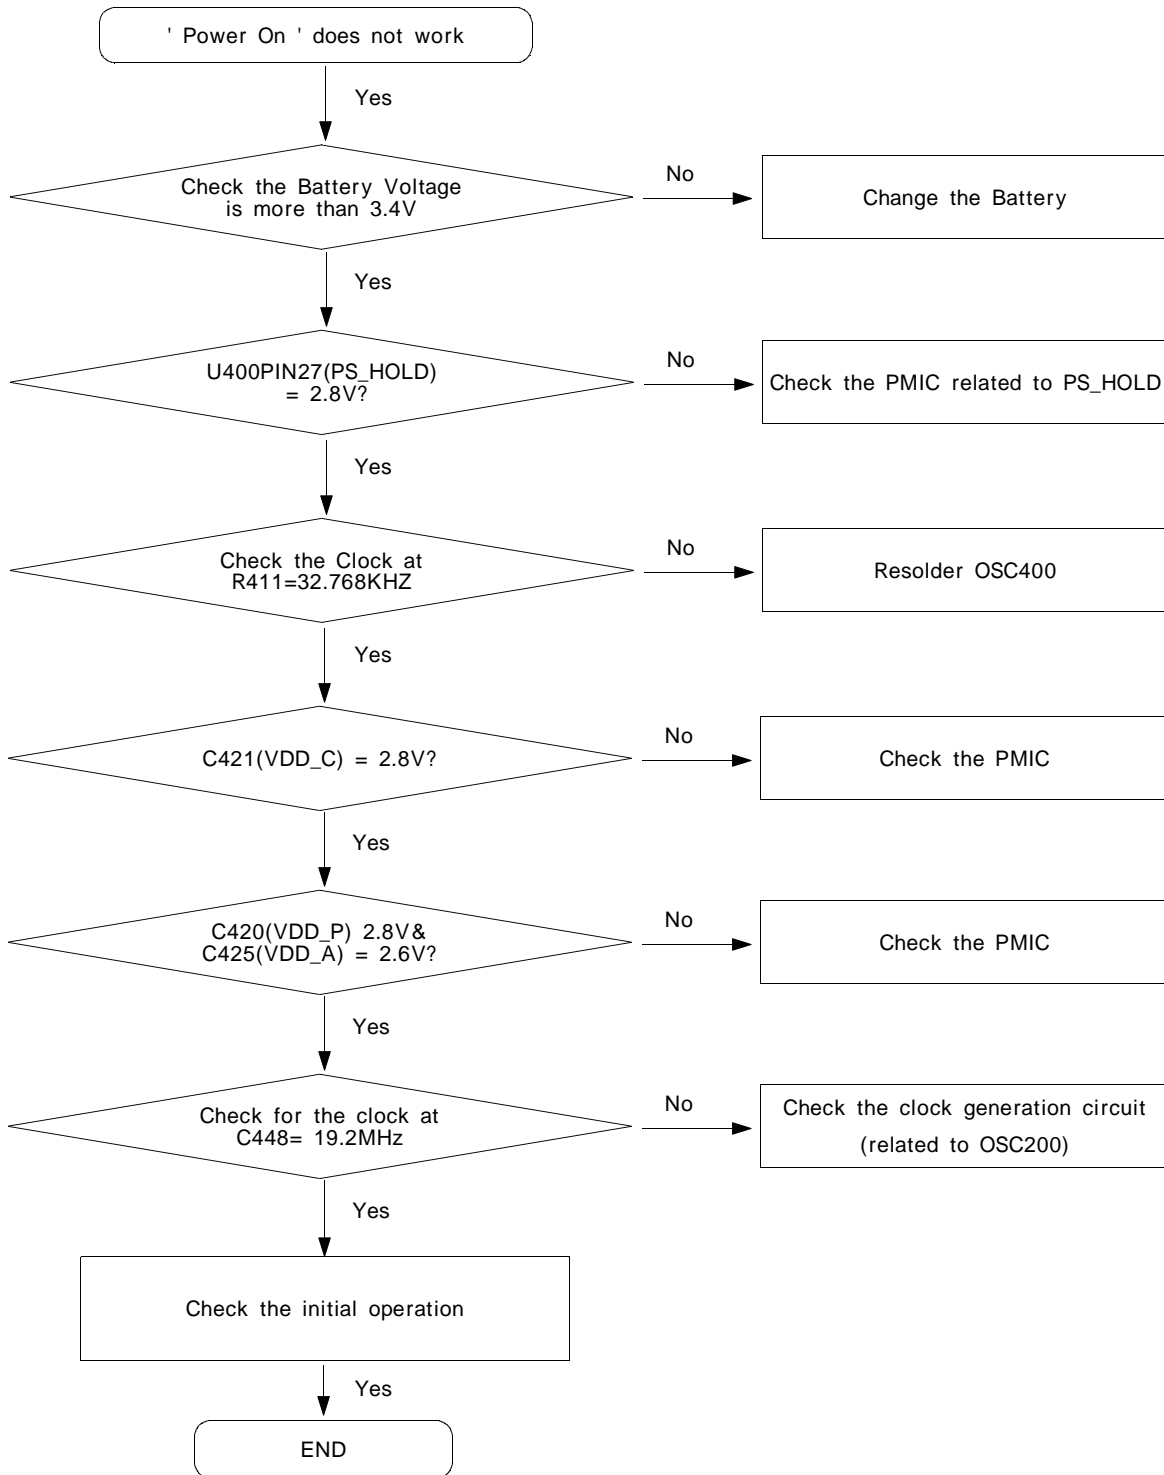 ' Power On ' does not work
Yes
Check the Battery Voltage
is more than 3.4V
No
Change the Battery
Yes
U400PIN27(PS_HOLD)
= 2.8V?
No
Check the PMIC related to PS_HOLD
Yes
Check the Clock at
R411=32.768KHZ
No
Resolder OSC400
Yes
C421(VDD_C) = 2.8V?
No
Check the PMIC
Yes
C420(VDD_P) 2.8V&
C425(VDD_A) = 2.6V?
No
Check the PMIC
Yes
Check for the clock at
C448= 19.2MHz
No
Check the clock generation circuit
(related to OSC200)
Yes
Check the initial operation
Yes
END